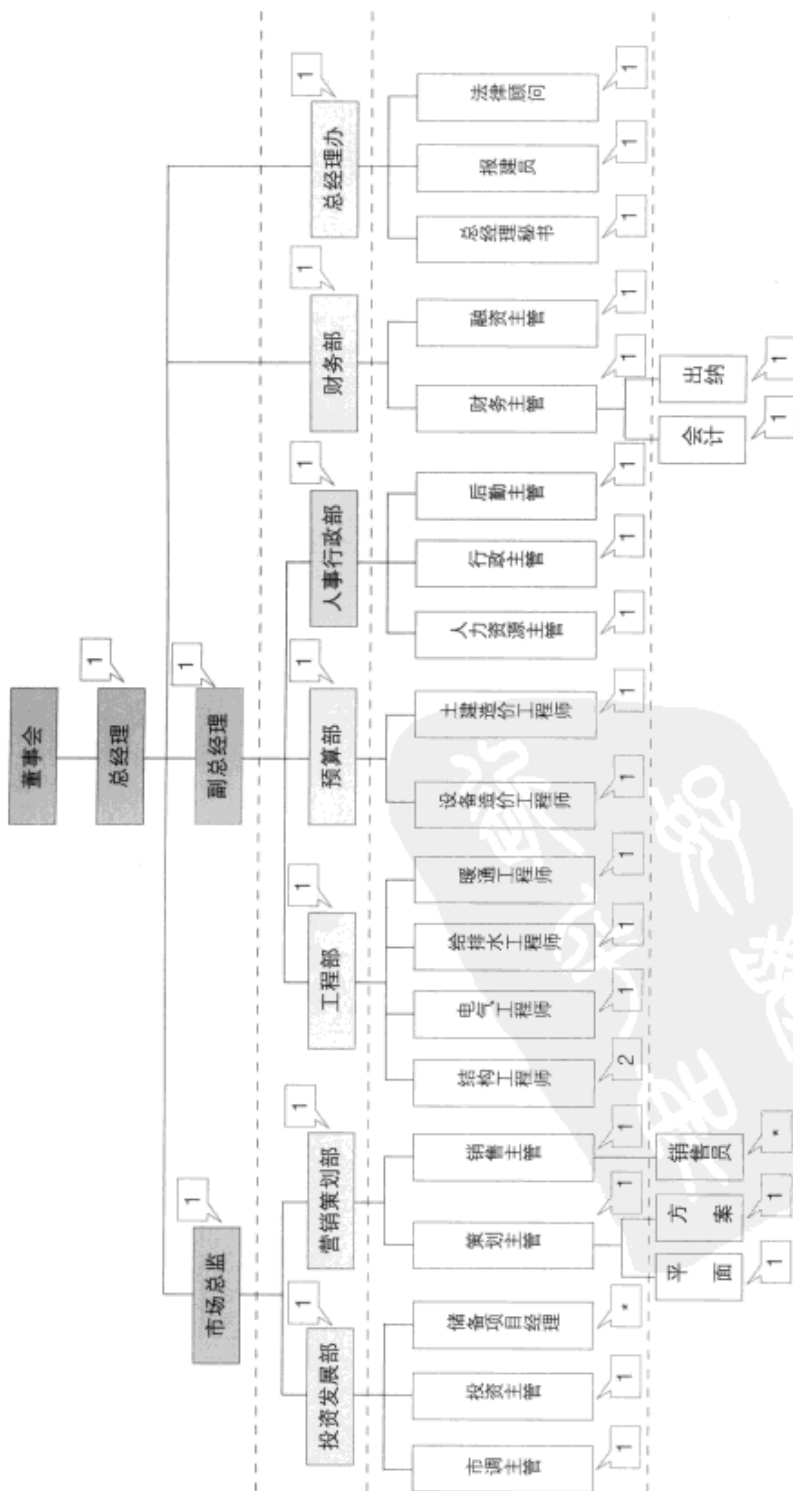 董事会
总经理
1
市场总监
1
副总经理
1
投资发展部
1
营销策划部
1
工程部
1
预算部
1
人事行政部
1
财务部
1
总经理办
1
市调主管
1
投资主管
1
储备项目经理
*
策划主管
1
销售主管
1
结构工程师
2
电气工程师
1
给排水工程师
1
暖通工程师
1
设备造价工程师
1
土建造价工程师
1
人力资源主管
1
行政主管
1
后勤主管
1
财务主管
1
融资主管
1
总经理秘书
1
报建员
1
法律顾问
1
平面
1
方案
1
销售员
*
会计
1
出纳
1